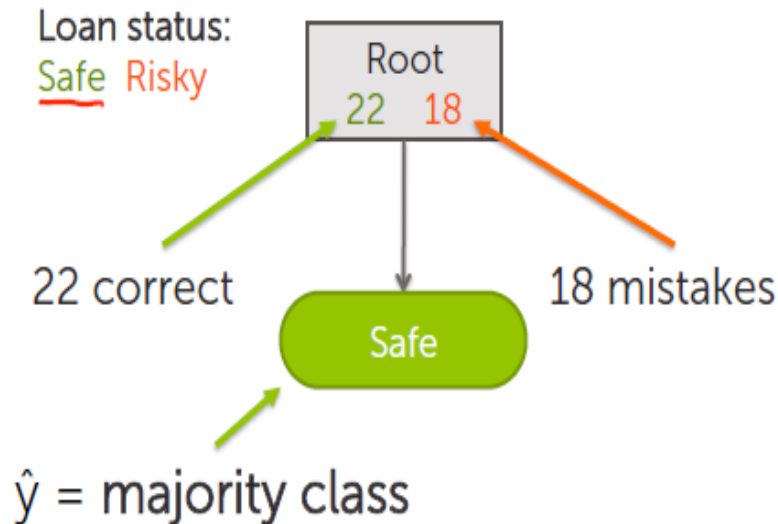 Loan status:
Safe Risky
Root
22 18
22 correct
18 mistakes
Safe
ŷ = majority class